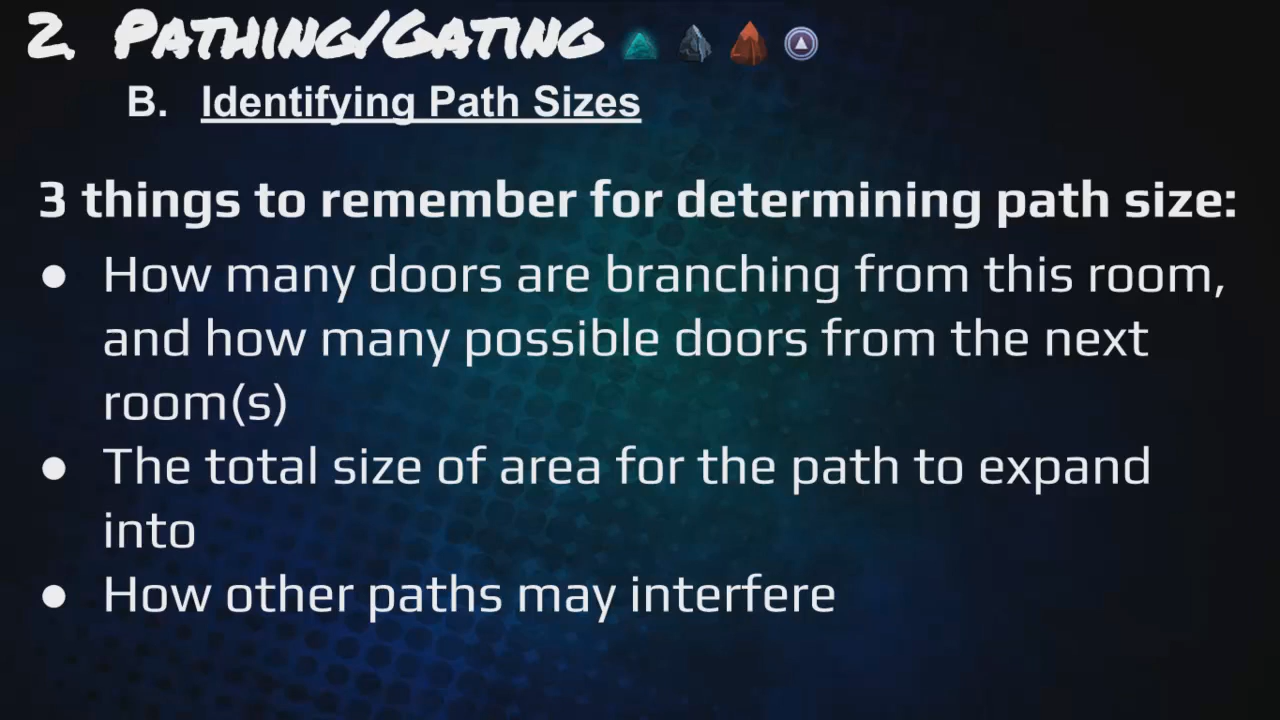 2. Pathing/Gating
B. Identifying Path Sizes
3 things to remember for determining path size:
● How many doors are branching from this room,
and how many possible doors from the next
room(s)
● The total size of area for the path to expand
into
● How other paths may interfere